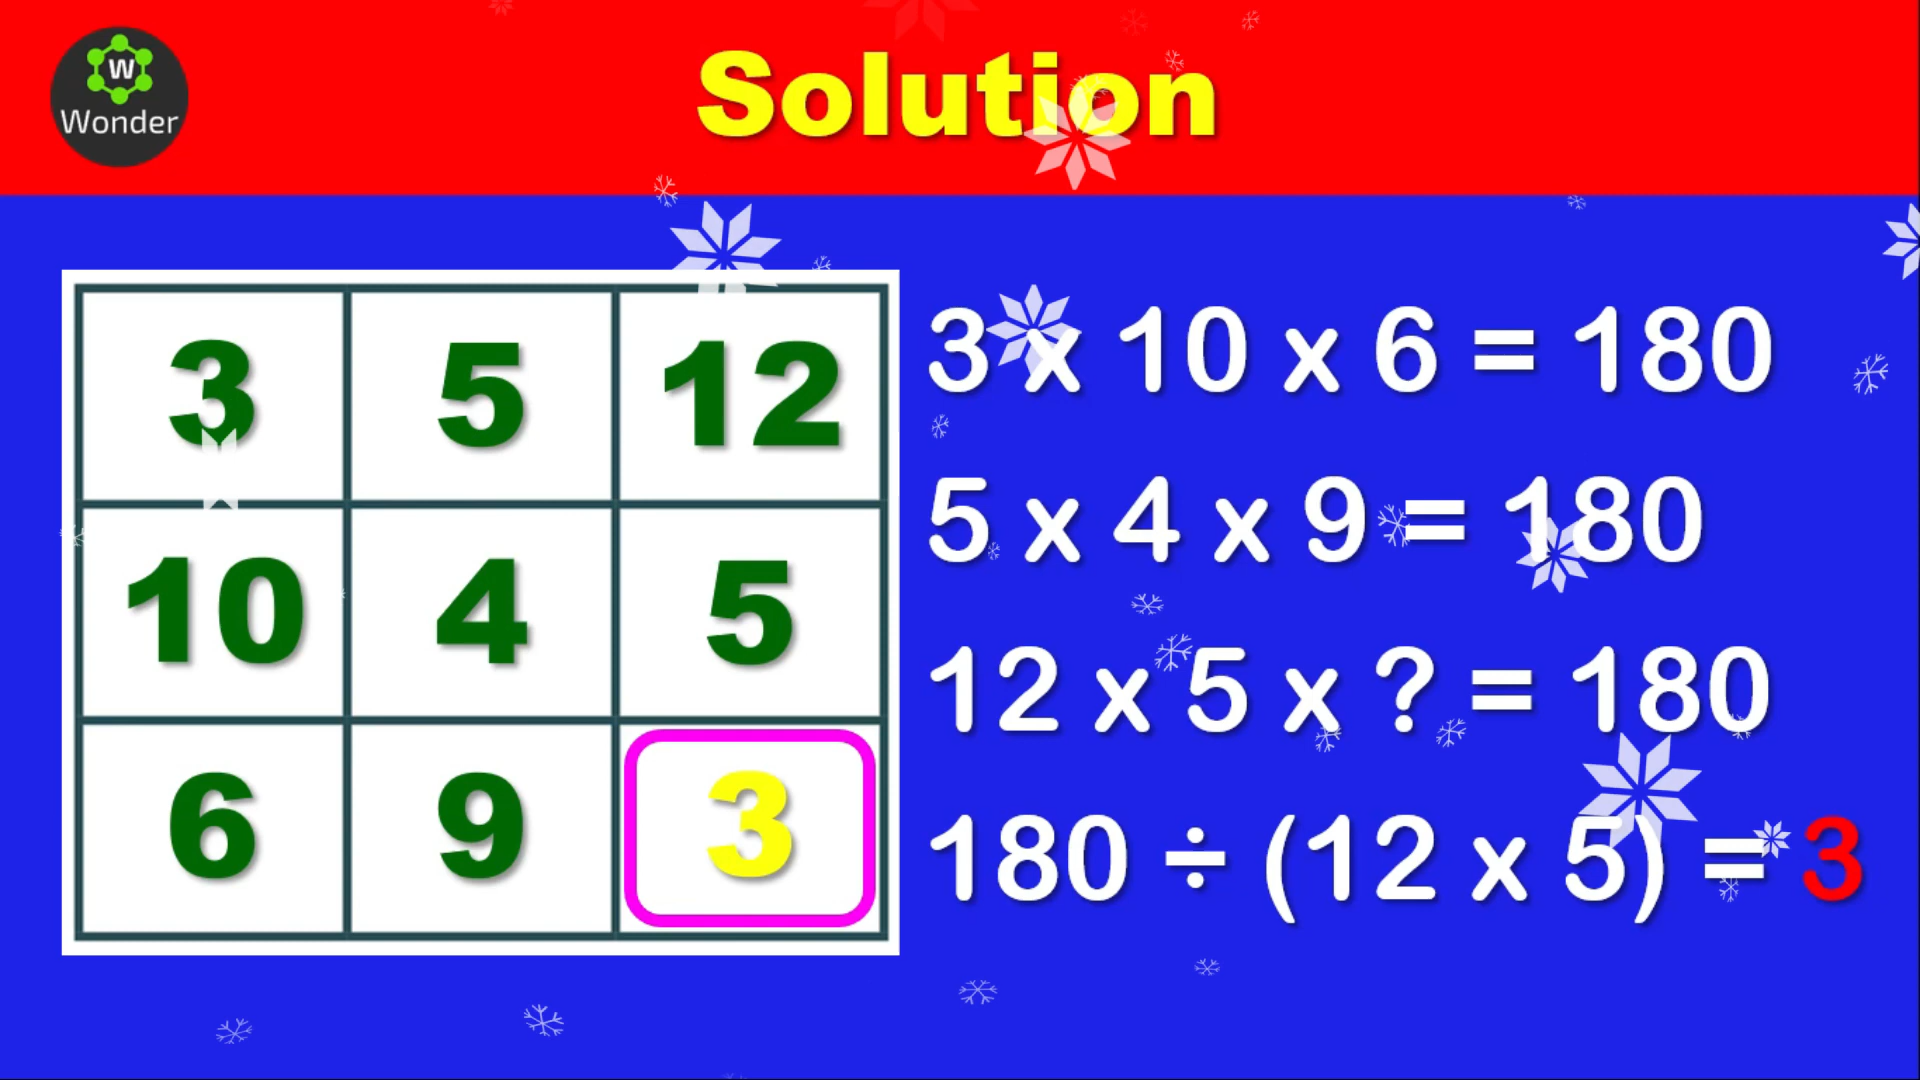 W
Wonder
Solution
3 5 12
10 4 5
6 9 3
3 x 10 x 6 = 180
5 x 4 x 9 = 180
12 x 5 x ? = 180
180 ÷ (12 x 5) = 3